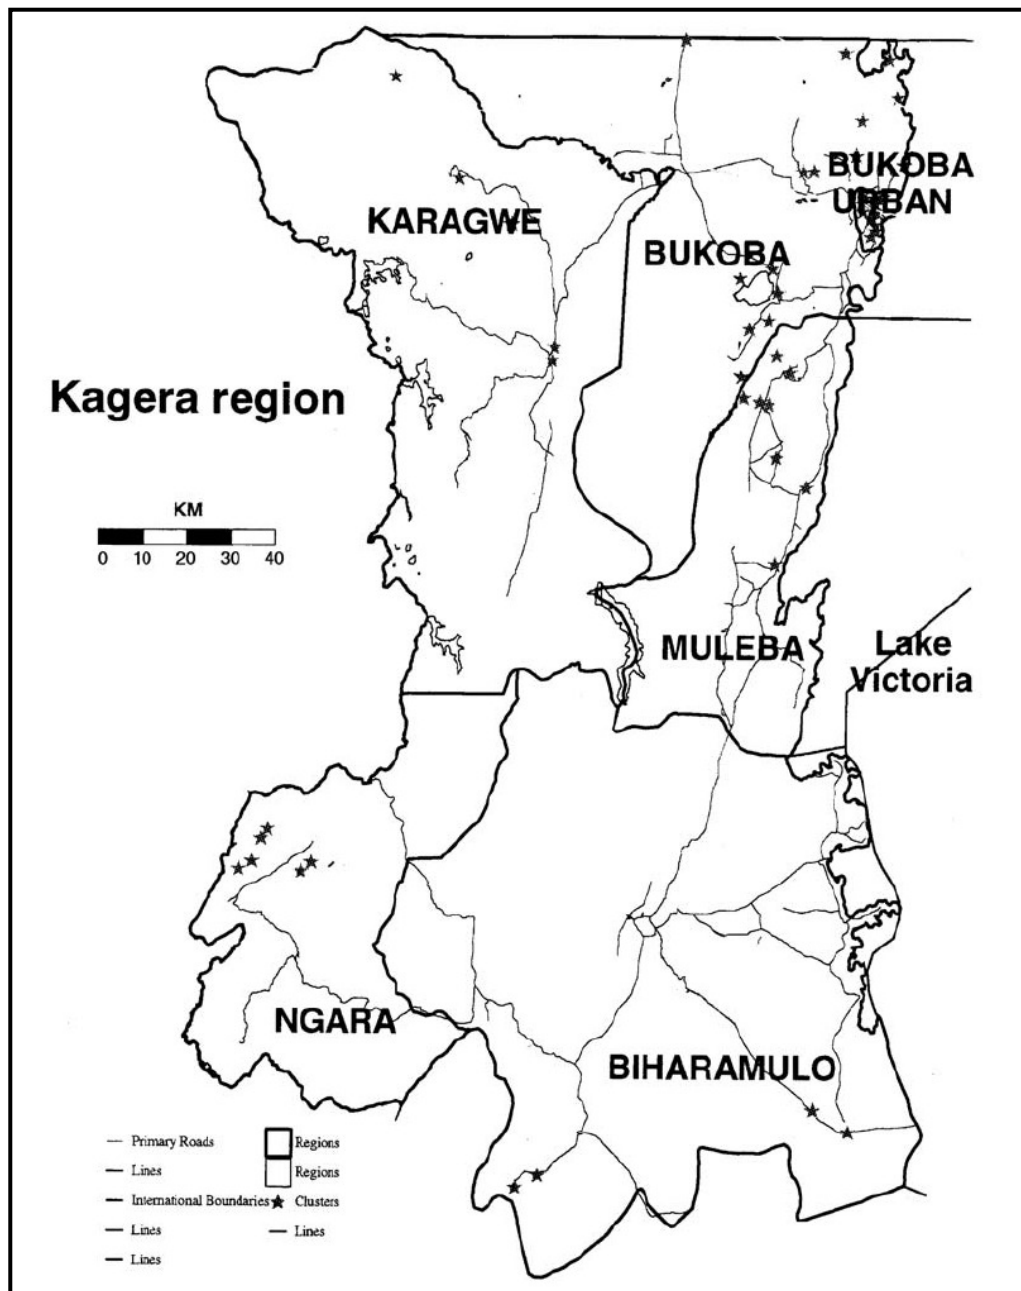 BUKOBA
URBAN
KARAGWE
BUKOBA
Kagera region
KM
0 10 20 30 40
MULEBA
Lake
Victoria
NGARA
BIHARAMULO
Primary Roads
Lines
International Boundaries
Lines
Lines
Regions
Regions
Clusters
Lines